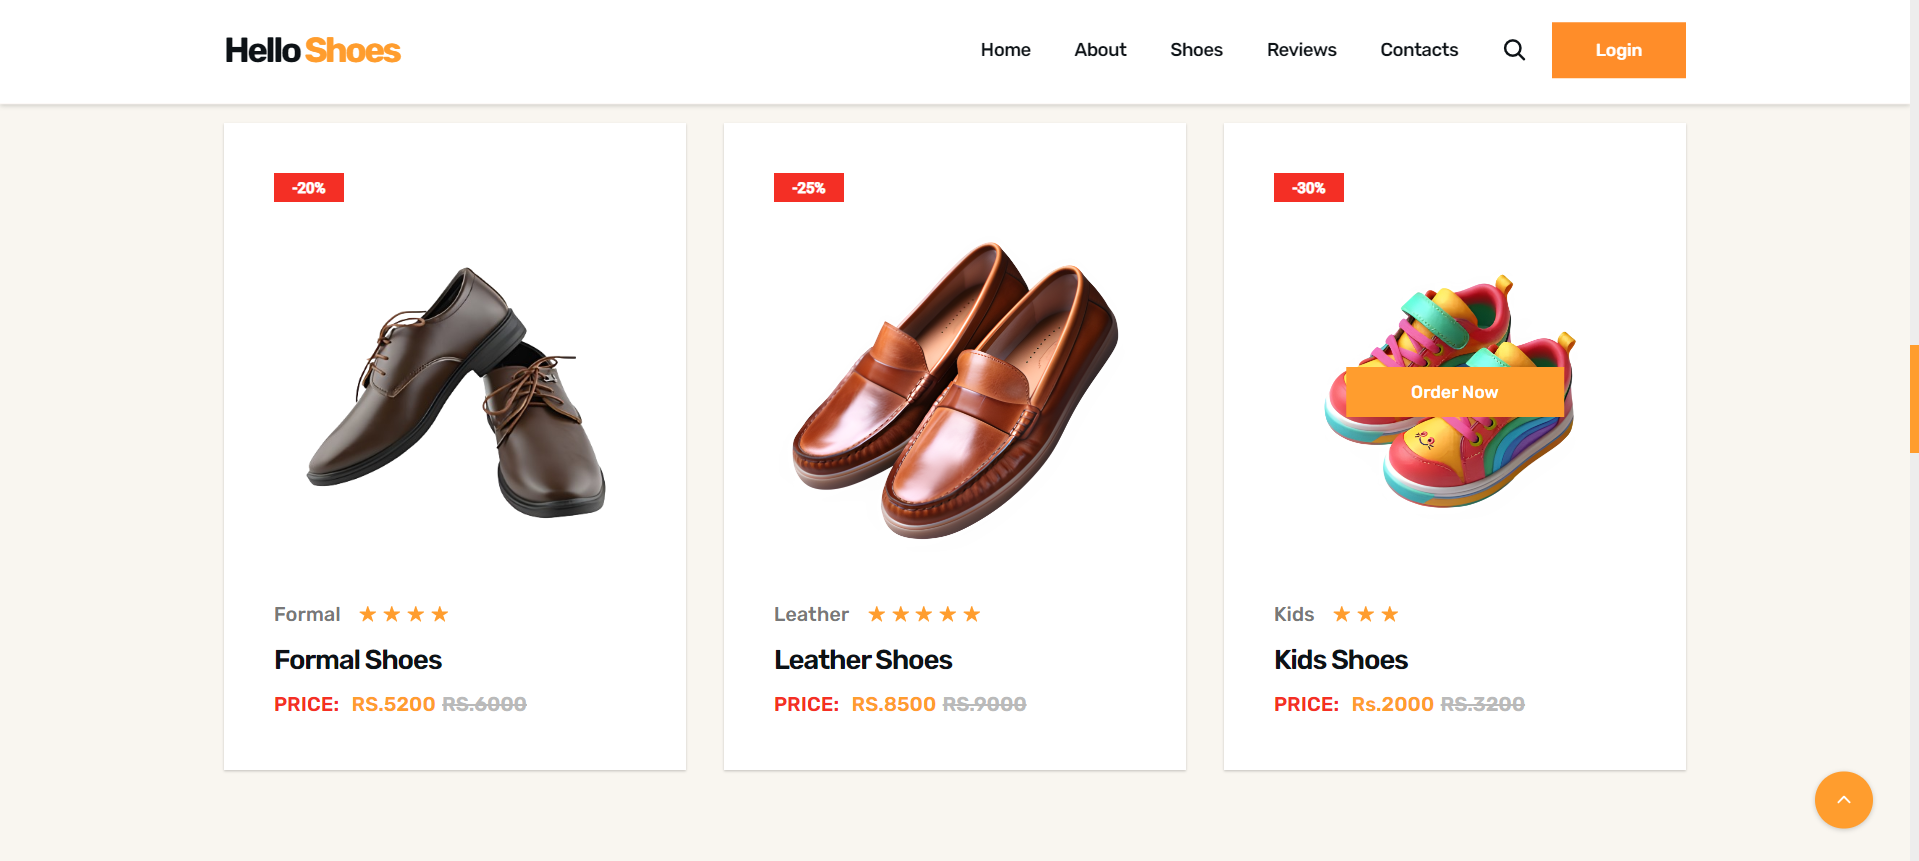 Hello Shoes
Home About Shoes Reviews Contacts Login
-20%
Formal
Formal Shoes
PRICE: RS.5200 RS.6000
-25%
Leather
Leather Shoes
PRICE: RS.8500 RS.9000
-30%
Order Now
Kids
Kids Shoes
PRICE: Rs.2000 RS.3200